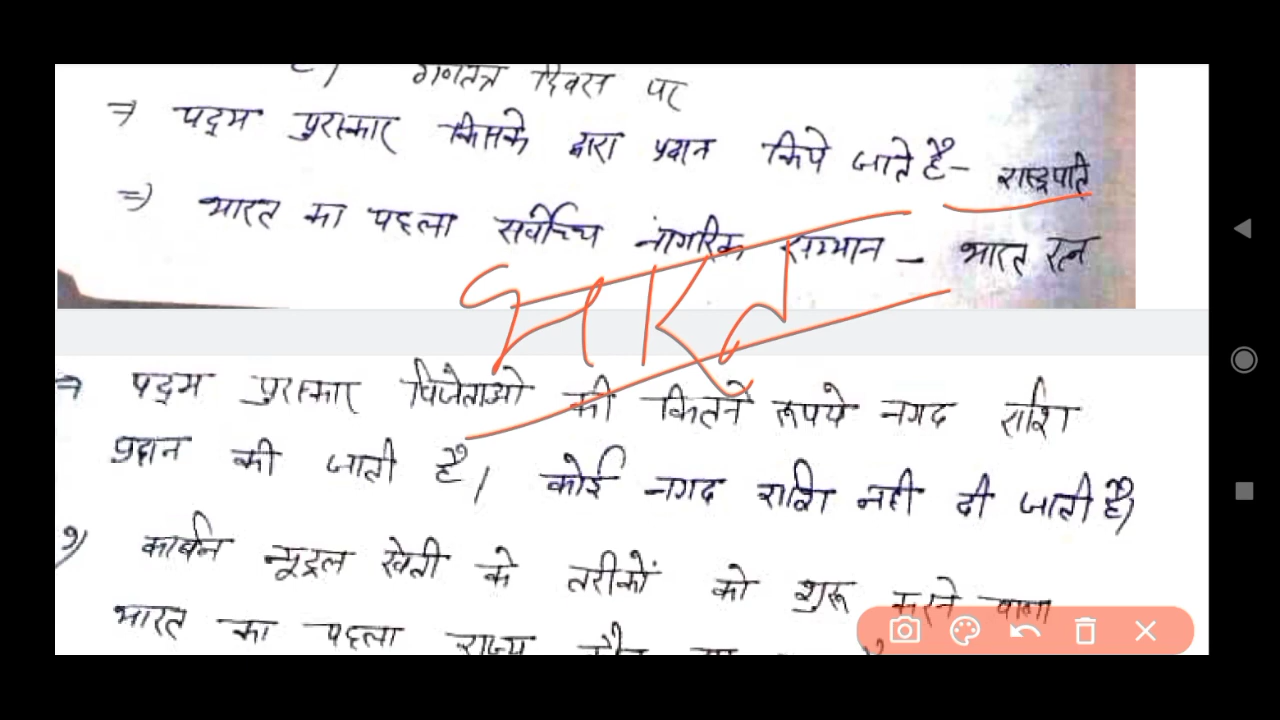 गणतंत्र दिवस पर
⇒ पद्म पुरस्कार किसके द्वारा प्रदान किये जाते है- राष्ट्रपति
⇒ भारत का पहला सर्वोच्च नागरिक सम्मान - भारत रत्न
भारत
⇒ पद्म पुरस्कार विजेताओ की कितने रूपये नगद राशि
प्रदान की जाती है। कोई नगद राशि नही दी जाती है।
9) कार्बन न्यूट्रल खेती के तरीकों को शुरू करने वाला
भारत का पहला राज्य कौन